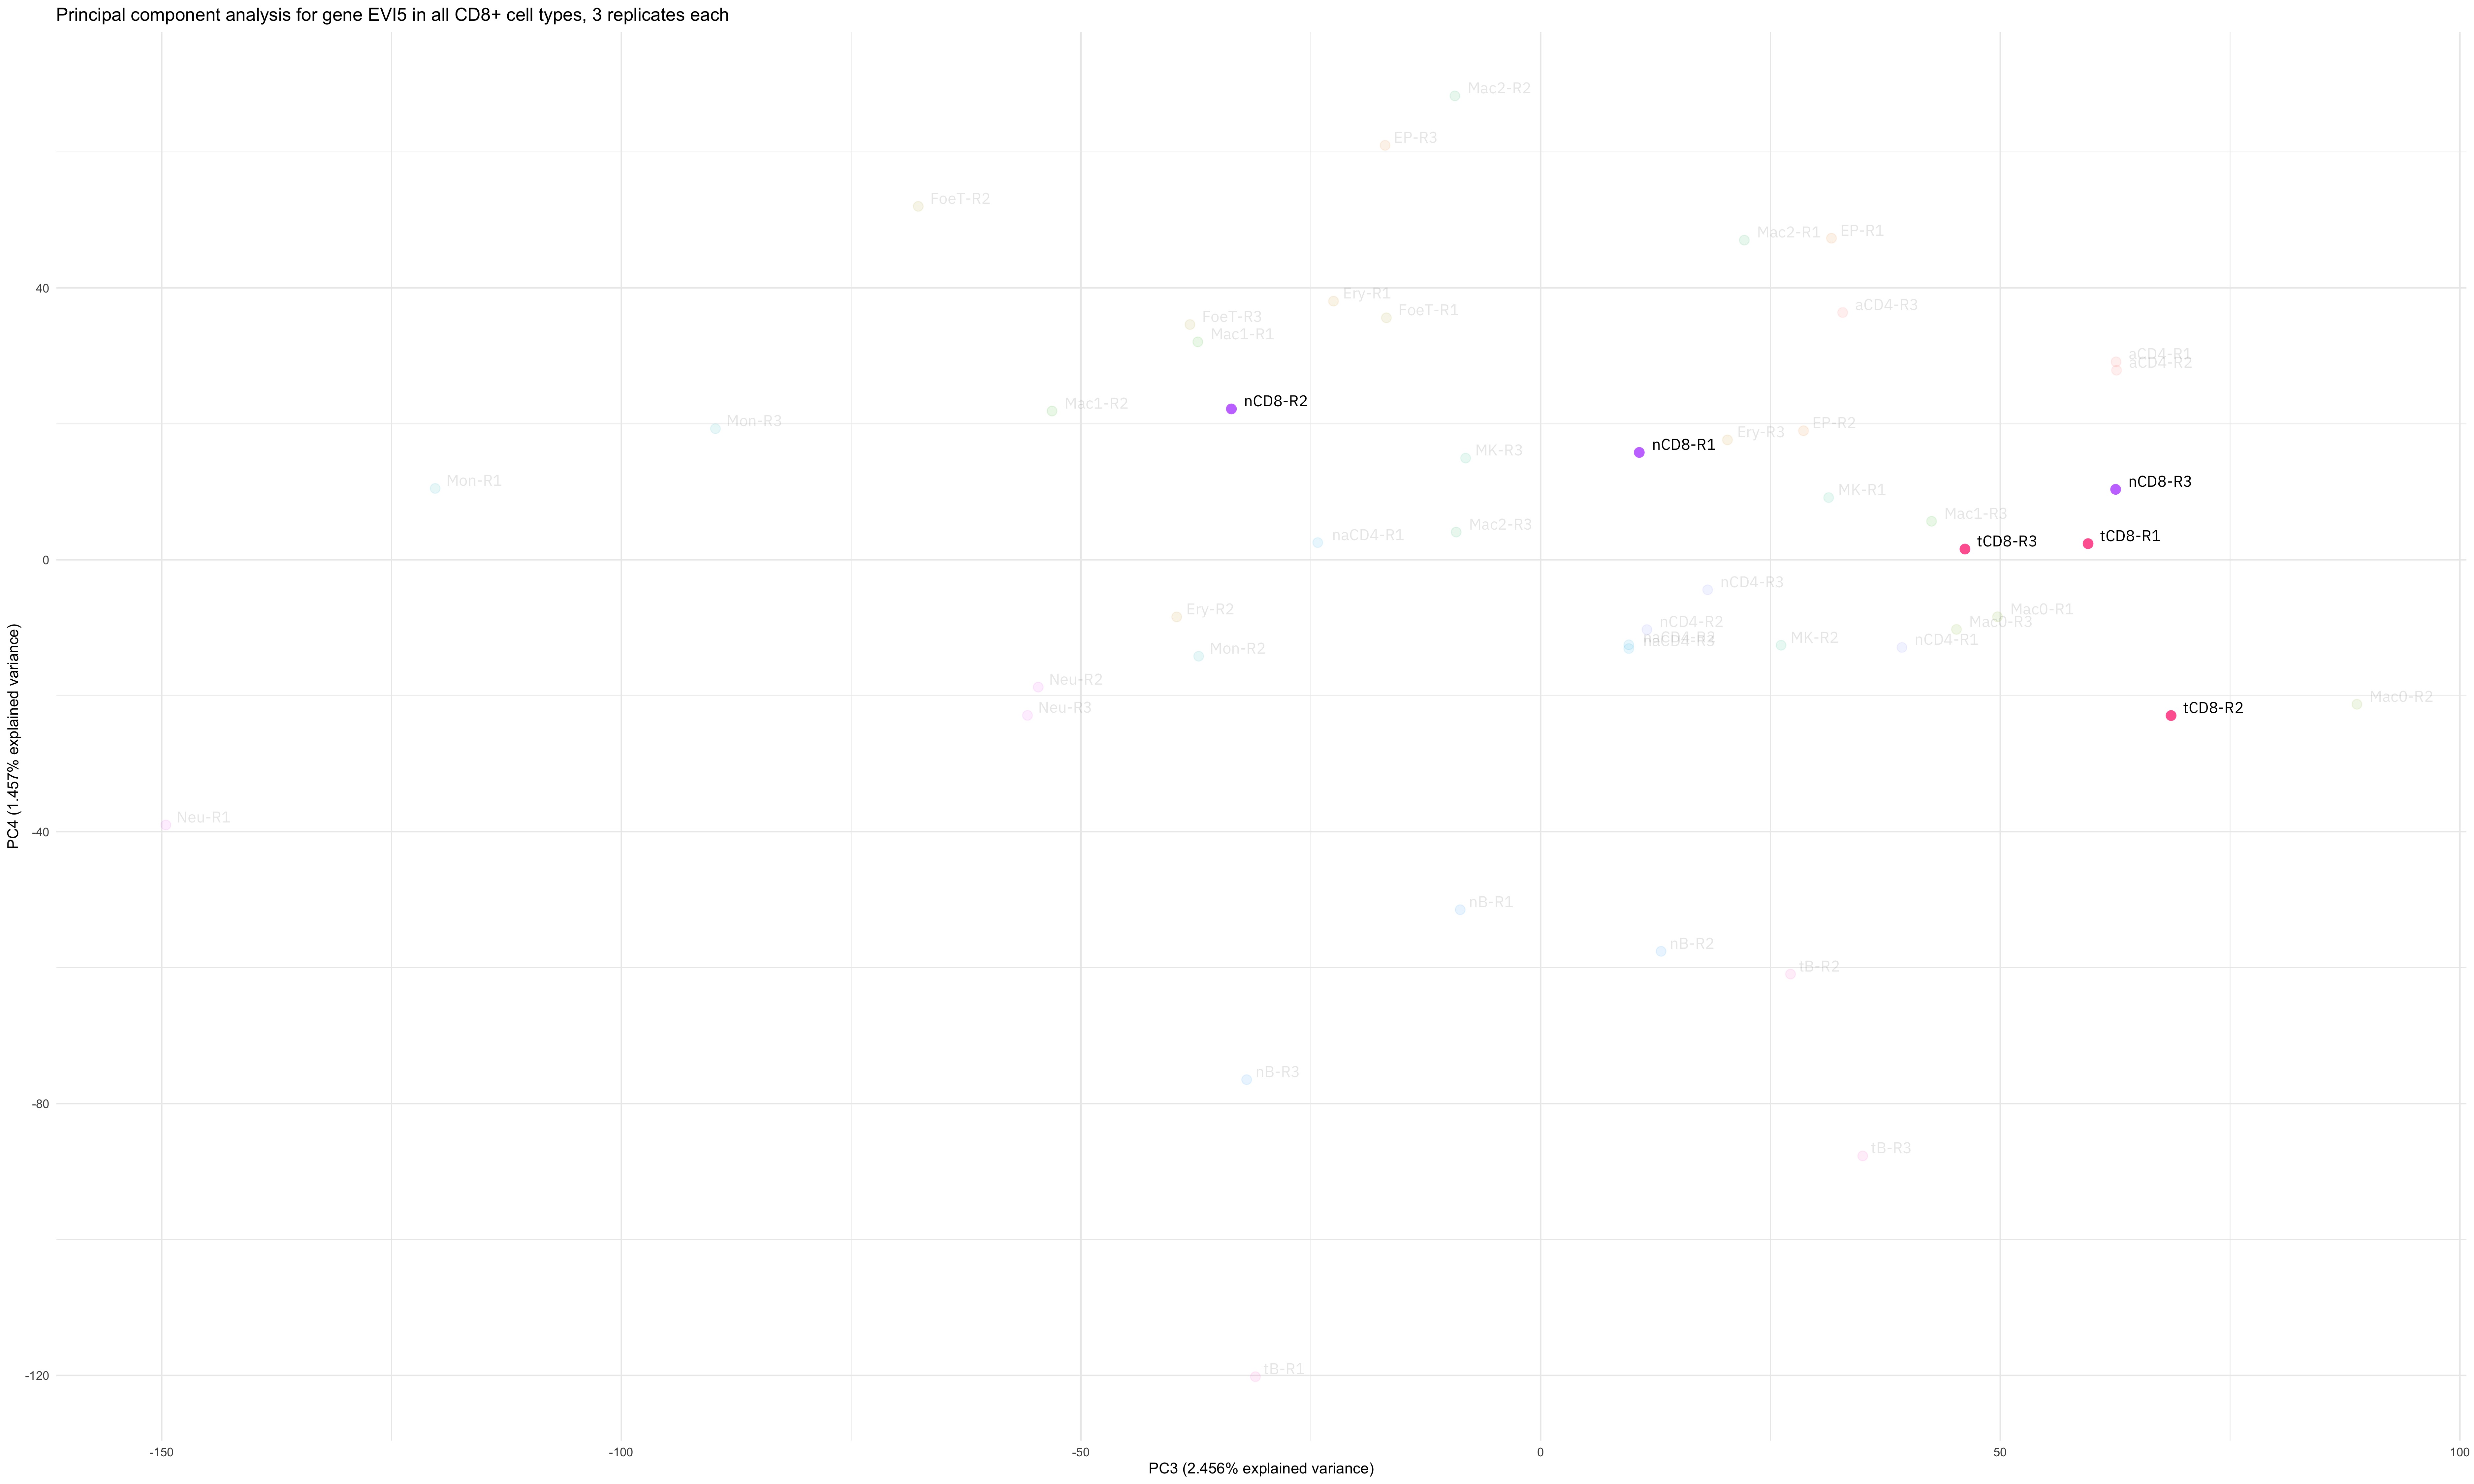 Principal component analysis for gene EVI5 in all CD8+ cell types, 3 replicates each
Mac2-R2
EP-R3
FoeT-R2
Mac2-R1
EP-R1
40
Ery-R1
FoeT-R1
aCD4-R3
FoeT-R3
Mac1-R1
aCD4-R1
aCD4-R2
Mac1-R2
nCD8-R2
Mon-R3
EP-R2
Ery-R3
nCD8-R1
MK-R3
Mon-R1
nCD8-R3
MK-R1
Mac1-R3
Mac2-R3
naCD4-R1
tCD8-R1
tCD8-R3
0
nCD4-R3
Ery-R2
Mac0-R1
nCD4-R2
Mac0-R3
naCD4-R2
naCD4-R3
MK-R2
nCD4-R1
Mon-R2
Neu-R2
Mac0-R2
Neu-R3
tCD8-R2
PC4 (1.457% explained variance)
Neu-R1
-40
nB-R1
nB-R2
tB-R2
nB-R3
-80
tB-R3
tB-R1
-120
-150
-100
-50
0
50
100
PC3 (2.456% explained variance)